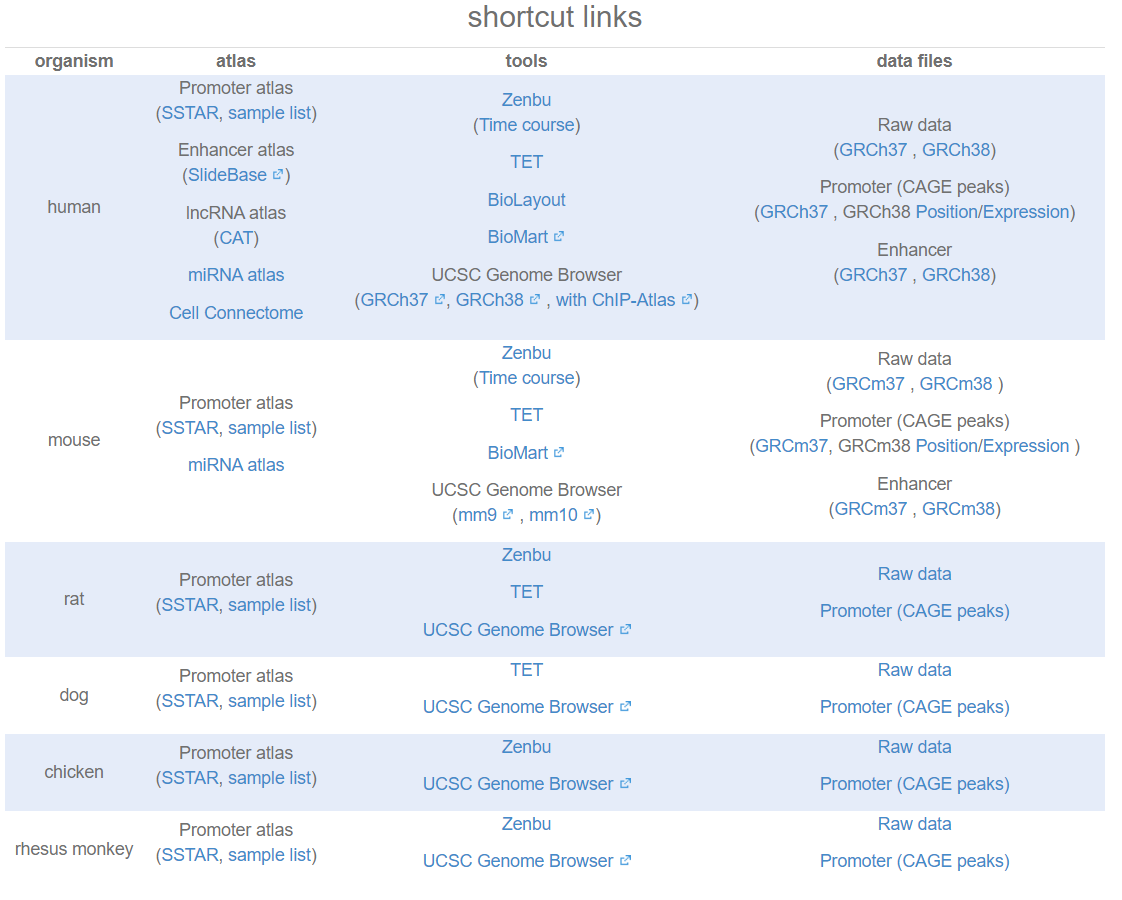 shortcut links
organism atlas tools data files
human
Promoter atlas
(SSTAR, sample list)
Enhancer atlas
(SlideBase)
lncRNA atlas
(CAT)
miRNA atlas
Cell Connectome
Zenbu
(Time course)
TET
BioLayout
BioMart
UCSC Genome Browser
(GRCh37, GRCh38 , with ChIP-Atlas )
Raw data
(GRCh37 , GRCh38)
Promoter (CAGE peaks)
(GRCh37 , GRCh38 Position/Expression)
Enhancer
(GRCh37 , GRCh38)
mouse
Promoter atlas
(SSTAR, sample list)
miRNA atlas
Zenbu
(Time course)
TET
BioMart
UCSC Genome Browser
(mm9 , mm10 )
Raw data
(GRCm37 , GRCm38 )
Promoter (CAGE peaks)
(GRCm37, GRCm38 Position/Expression )
Enhancer
(GRCm37 , GRCm38)
rat
Promoter atlas
(SSTAR, sample list)
Zenbu
TET
UCSC Genome Browser
Raw data
Promoter (CAGE peaks)
dog
Promoter atlas
(SSTAR, sample list)
TET
UCSC Genome Browser
Raw data
Promoter (CAGE peaks)
chicken
Promoter atlas
(SSTAR, sample list)
Zenbu
UCSC Genome Browser
Raw data
Promoter (CAGE peaks)
rhesus monkey
Promoter atlas
(SSTAR, sample list)
Zenbu
UCSC Genome Browser
Raw data
Promoter (CAGE peaks)